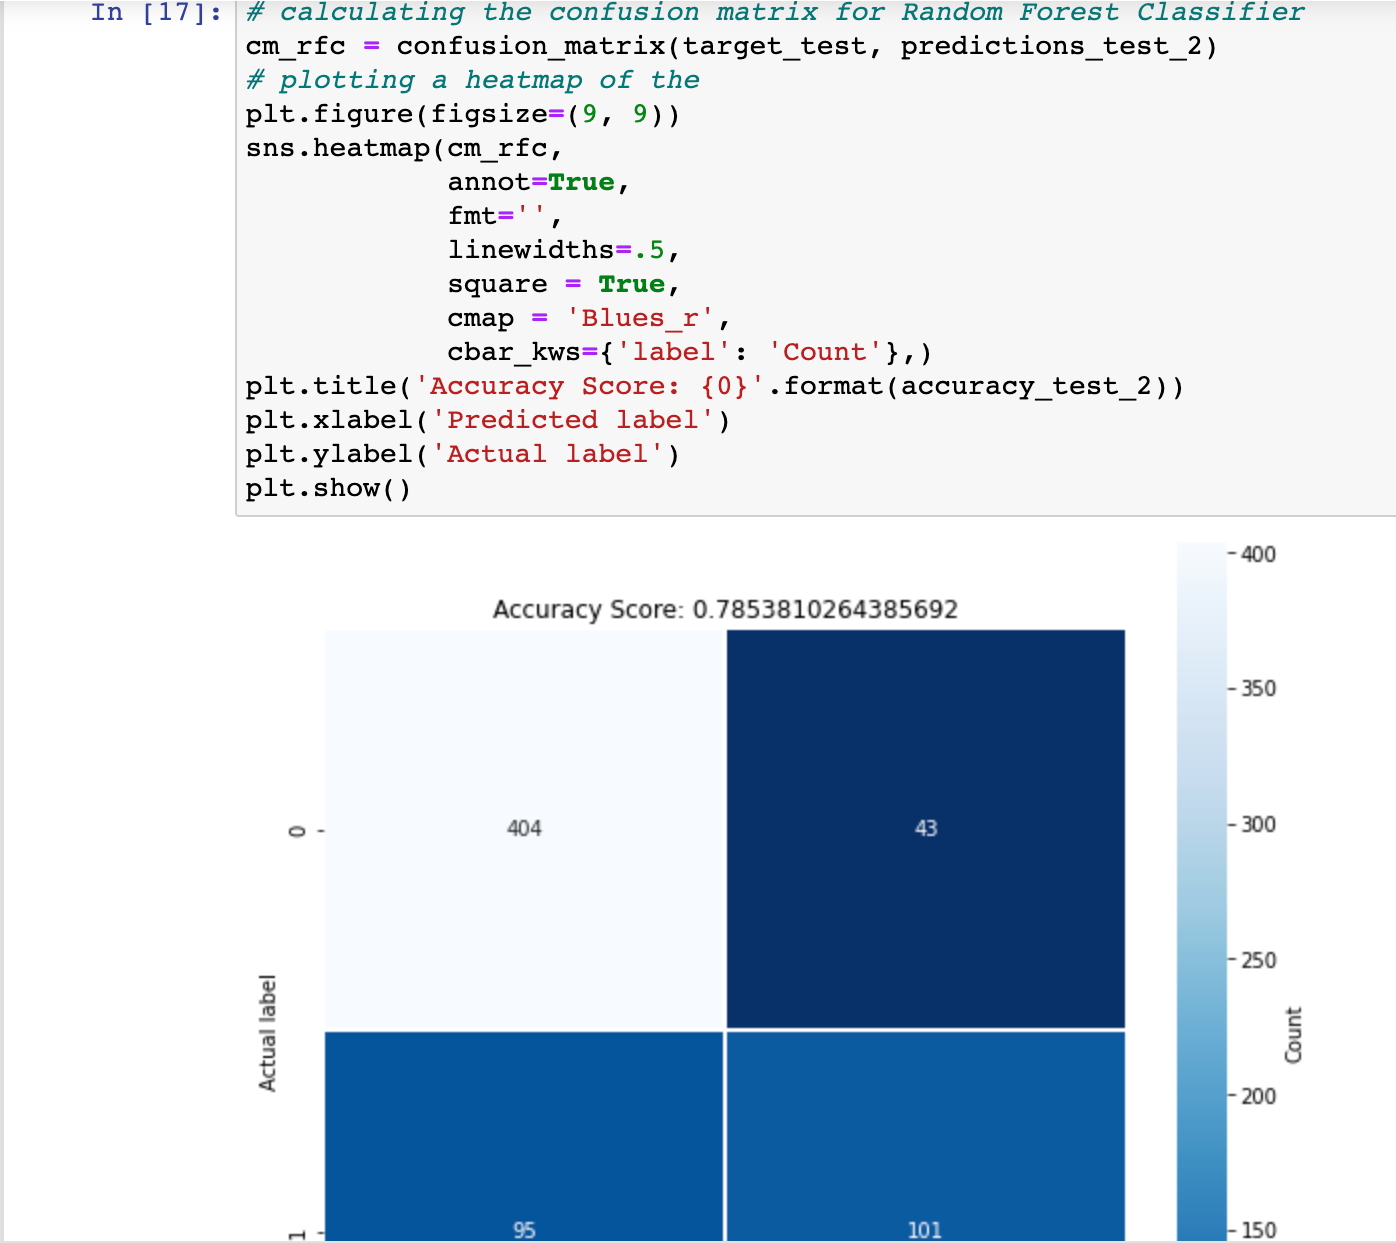 In [17]: # calculating the confusion matrix for Random Forest Classifier
cm_rfc = confusion_matrix(target_test, predictions_test_2)
# plotting a heatmap of the
plt.figure(figsize=(9, 9))
sns.heatmap(cm_rfc,
            annot=True,
            fmt='',
            linewidths=.5,
            square = True,
            cmap = 'Blues_r',
            cbar_kws={'label': 'Count'},)
plt.title('Accuracy Score: {0}'.format(accuracy_test_2))
plt.xlabel('Predicted label')
plt.ylabel('Actual label')
plt.show()
Accuracy Score: 0.7853810264385692
0
404
43
Actual label
1
95
101
400
350
300
250
200
150
Count